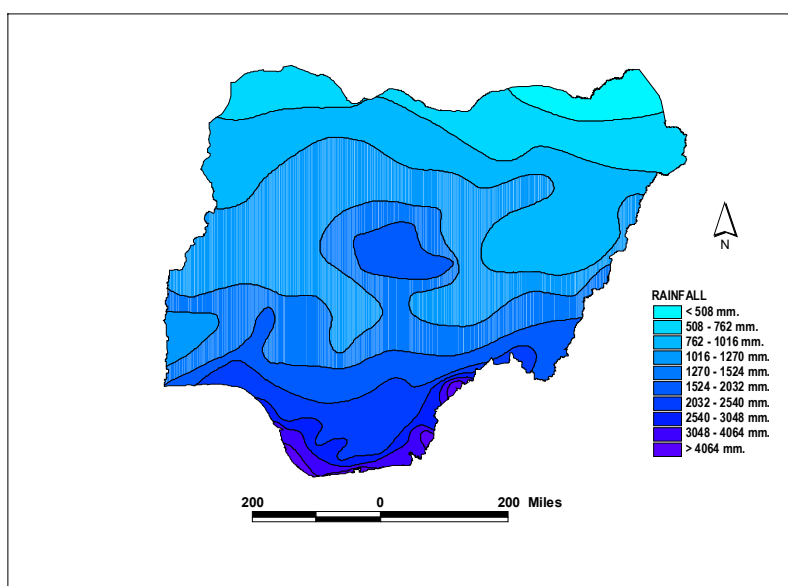 N
RAINFALL
< 508 mm.
508 - 762 mm.
762 - 1016 mm.
1016 - 1270 mm.
1270 - 1524 mm.
1524 - 2032 mm.
2032 - 2540 mm.
2540 - 3048 mm.
3048 - 4064 mm.
> 4064 mm.
200 0 200 Miles